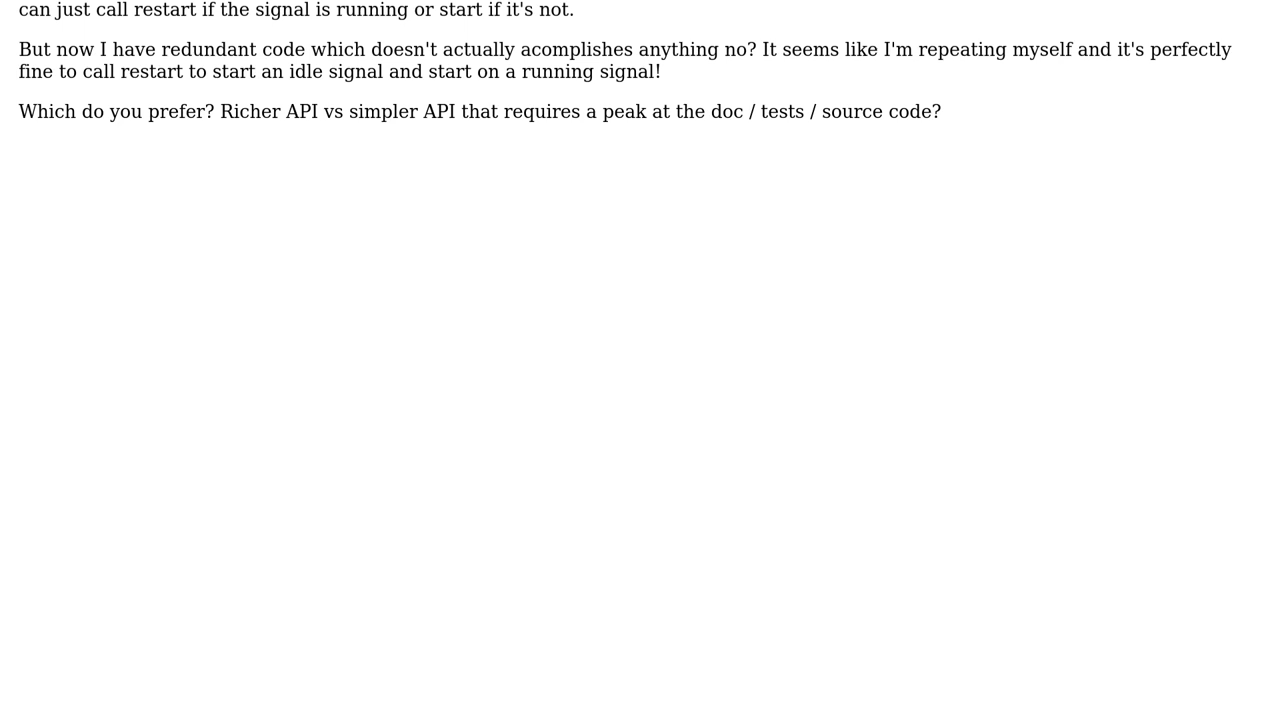 can just call restart if the signal is running or start if it's not.
But now I have redundant code which doesn't actually acomplishes anything no? It seems like I'm repeating myself and it's perfectly
fine to call restart to start an idle signal and start on a running signal!
Which do you prefer? Richer API vs simpler API that requires a peak at the doc / tests / source code?